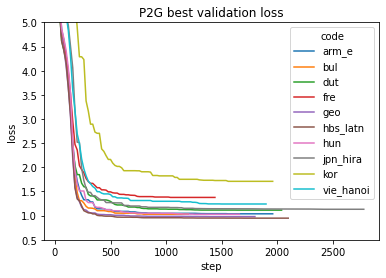 P2G best validation loss
5.0
4.5
4.0
3.5
3.0
2.5
2.0
1.5
1.0
0.5
loss
0
500
1000
1500
2000
2500
step
code
arm_e
bul
dut
fre
geo
hbs_latn
hun
jpn_hira
kor
vie_hanoi